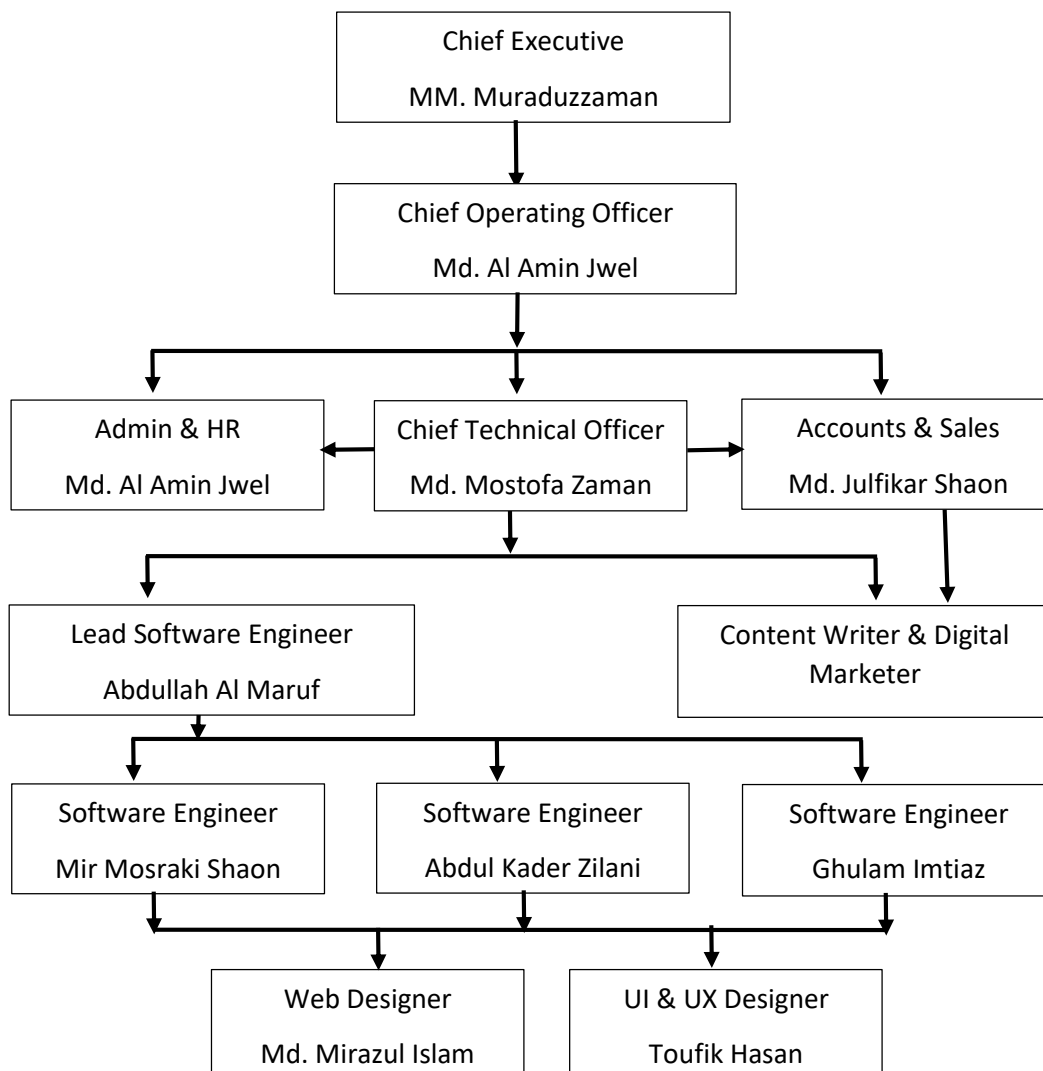 Chief Executive
MM. Muraduzzaman
Chief Operating Officer
Md. Al Amin Jwel
Admin & HR
Md. Al Amin Jwel
Chief Technical Officer
Md. Mostofa Zaman
Accounts & Sales
Md. Julfikar Shaon
Lead Software Engineer
Abdullah Al Maruf
Content Writer & Digital
Marketer
Software Engineer
Mir Mosraki Shaon
Software Engineer
Abdul Kader Zilani
Software Engineer
Ghulam Imtiaz
Web Designer
Md. Mirazul Islam
UI & UX Designer
Toufik Hasan